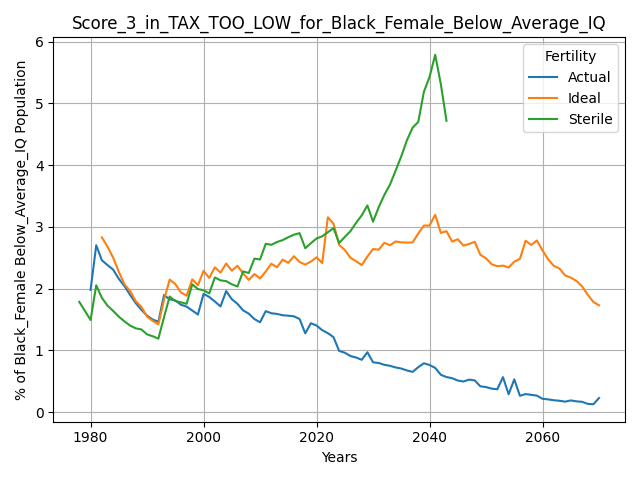 Score_3_in_TAX_TOO_LOW_for_Black_Female_Below_Average_IQ
% of Black_Female Below_Average_IQ Population
6
5
4
3
2
1
0
Fertility
Actual
Ideal
Sterile
1980
2000
2020
2040
2060
Years